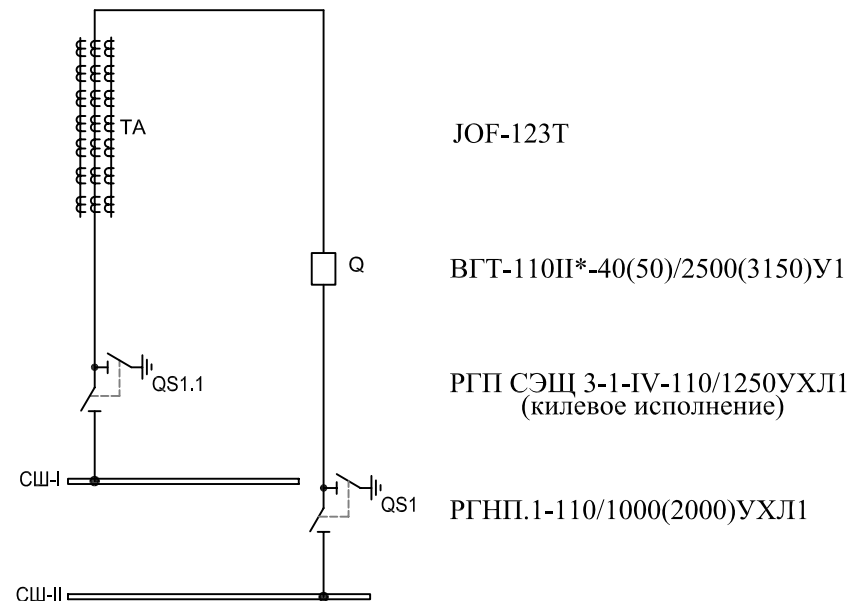 TA
JOF-123T
Q
ВГТ-110II*-40(50)/2500(3150)У1
QS1.1
РГП СЭЩ 3-1-IV-110/1250УХЛ1
(килевое исполнение)
СШ-I
QS1
РГНП.1-110/1000(2000)УХЛ1
СШ-II